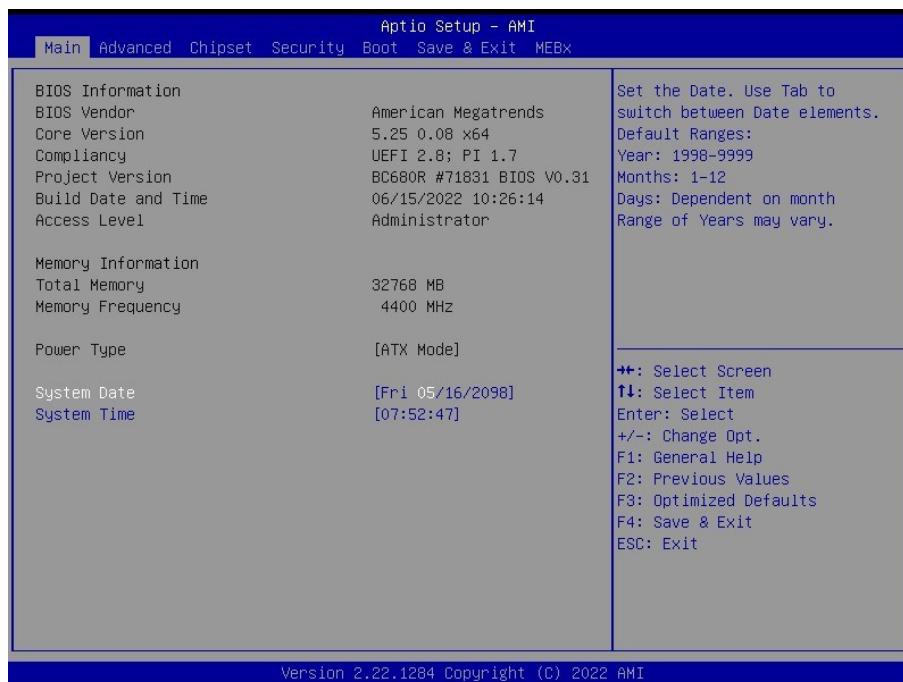 Aptio Setup – AMI
Main Advanced Chipset Security Boot Save & Exit MEBx
BIOS Information
BIOS Vendor American Megatrends
Core Version 5.25 0.08 x64
Compliancy UEFI 2.8; PI 1.7
Project Version BC680R #71831 BIOS V0.31
Build Date and Time 06/15/2022 10:26:14
Access Level Administrator
Memory Information
Total Memory 32768 MB
Memory Frequency 4400 MHz
Power Type [ATX Mode]
System Date [Fri 05/16/2098]
System Time [07:52:47]
Set the Date. Use Tab to
switch between Date elements.
Default Ranges:
Year: 1998-9999
Months: 1-12
Days: Dependent on month
Range of Years may vary.
→←: Select Screen
↑↓: Select Item
Enter: Select
+/-: Change Opt.
F1: General Help
F2: Previous Values
F3: Optimized Defaults
F4: Save & Exit
ESC: Exit
Version 2.22.1284 Copyright (C) 2022 AMI